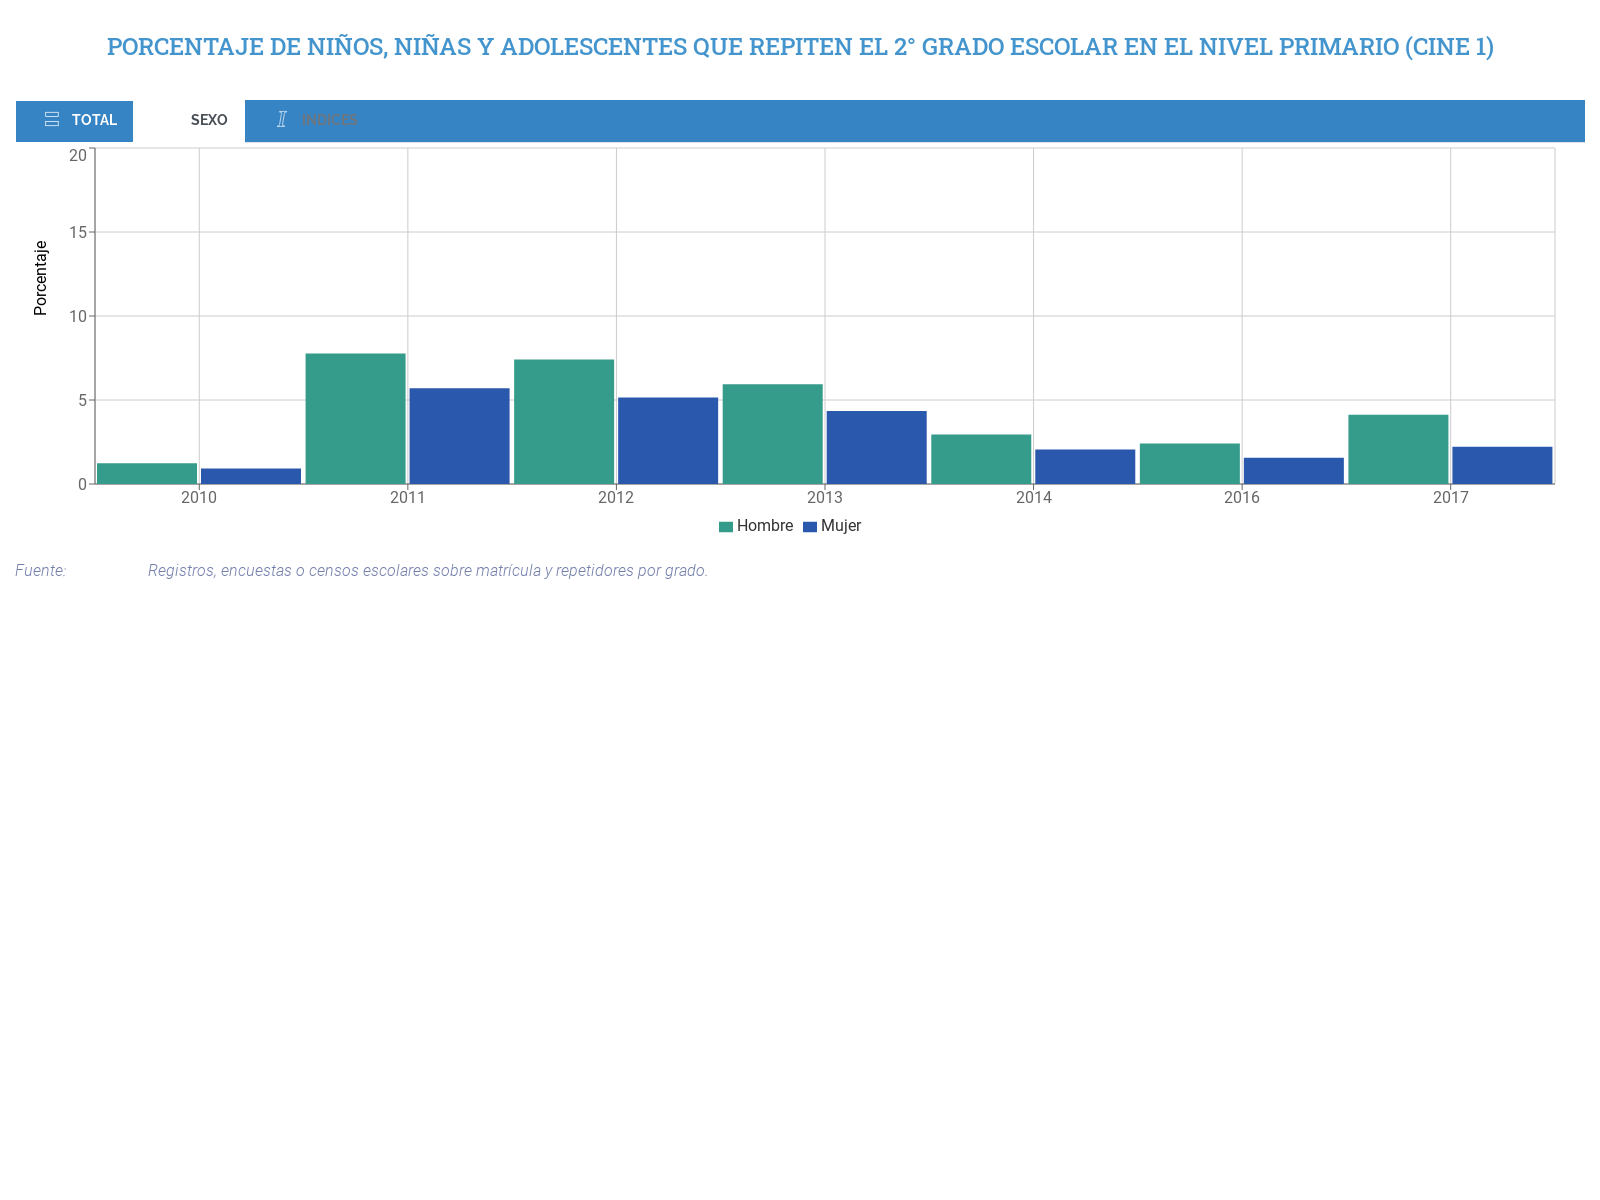 PORCENTAJE DE NIÑOS, NIÑAS Y ADOLESCENTES QUE REPITEN EL 2° GRADO ESCOLAR EN EL NIVEL PRIMARIO (CINE 1)
TOTAL SEXO INDICES
20
15
10
5
0
Porcentaje
2010 2011 2012 2013 2014 2016 2017
Hombre Mujer
Fuente: Registros, encuestas o censos escolares sobre matrícula y repetidores por grado.